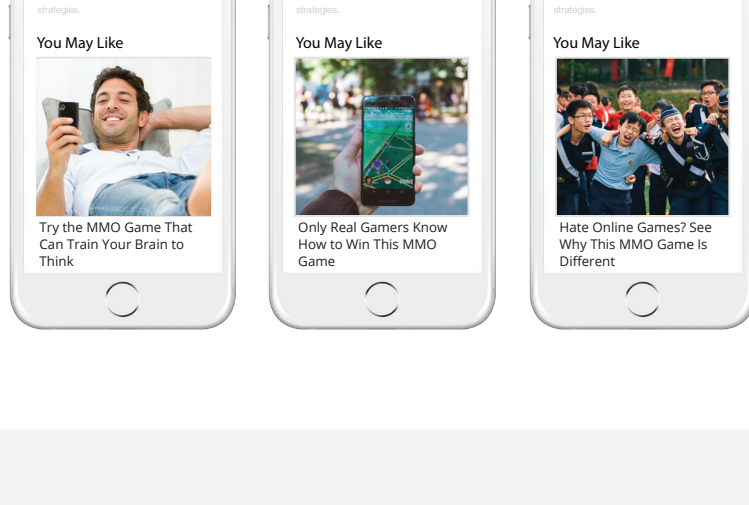 strategies.
You May Like
Try the MMO Game That
Can Train Your Brain to
Think
strategies.
You May Like
Only Real Gamers Know
How to Win This MMO
Game
strategies.
You May Like
Hate Online Games? See
Why This MMO Game Is
Different